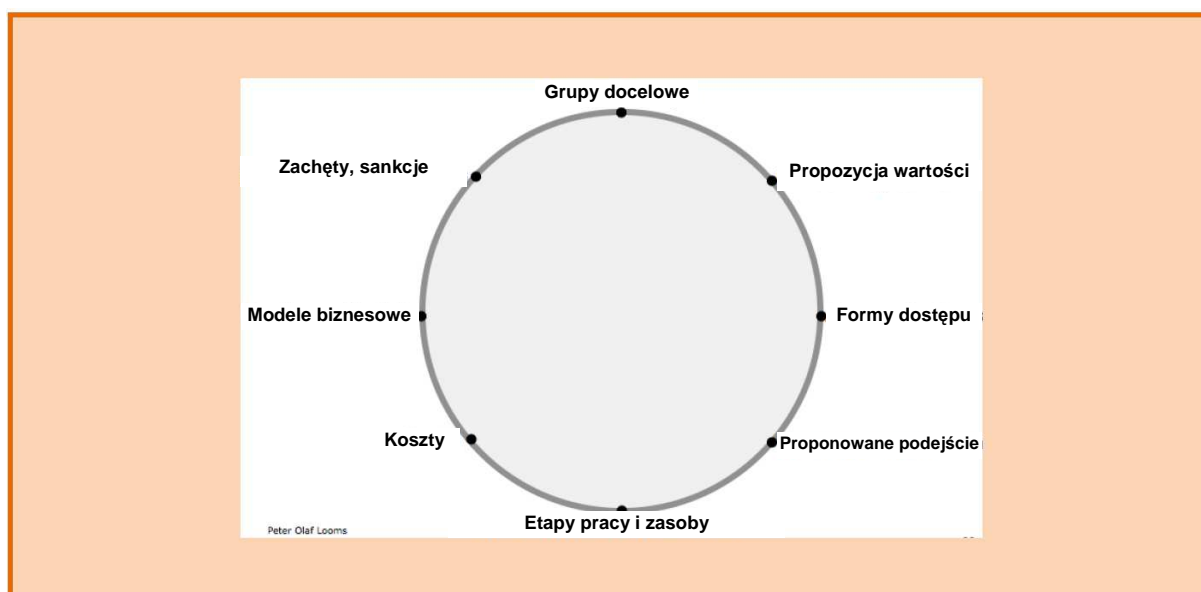 Grupy docelowe
Zachęty, sankcje
Propozycja wartości
Modele biznesowe
Formy dostępu
Koszty
Proponowane podejście
Etapy pracy i zasoby
Peter Olaf Looms